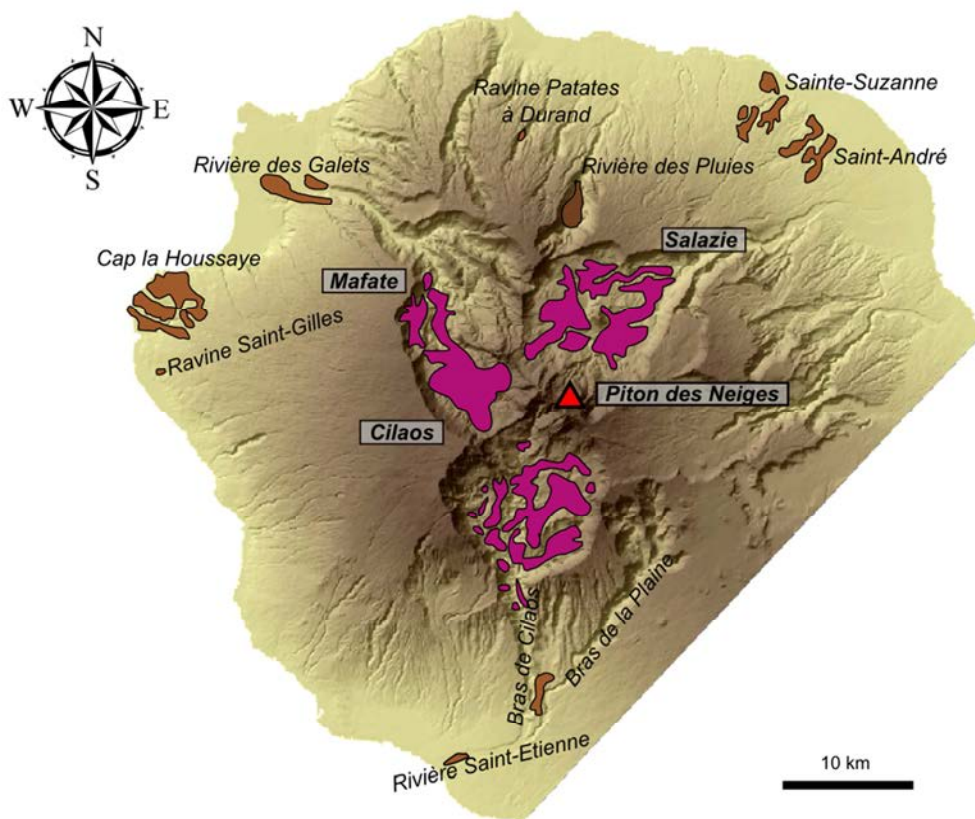 N
W E
S
Ravine Patates
à Durand
Sainte-Suzanne
Saint-André
Rivière des Galets
Rivière des Pluies
Salazie
Cap la Houssaye
Mafate
Ravine Saint-Gilles
Piton des Neiges
Cilaos
Bras de Cilaos
Bras de la Plaine
Rivière Saint-Etienne
10 km